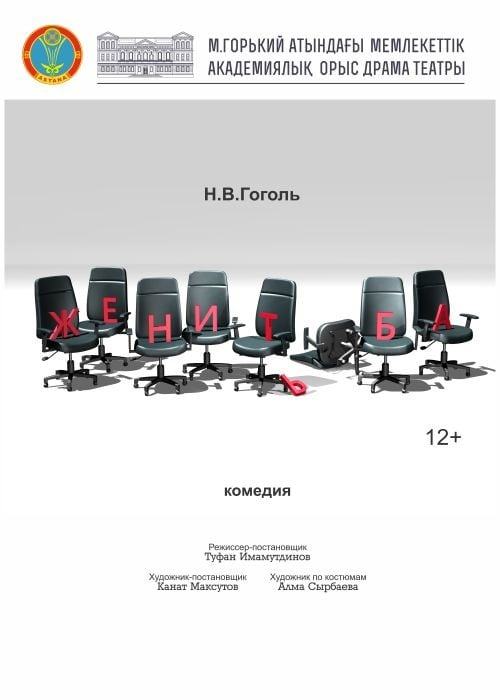 М.ГОРЬКИЙ АТЫНДАҒЫ МЕМЛЕКЕТТІК
АКАДЕМИЯЛЫҚ ОРЫС ДРАМА ТЕАТРЫ
ASTANA
Н.В.Гоголь
ЖЕНИТЬБА
12+
комедия
Режиссер-постановщик
Туфан Имамутдинов
Художник-постановщик Художник по костюмам
Канат Максутов Алма Сырбаева